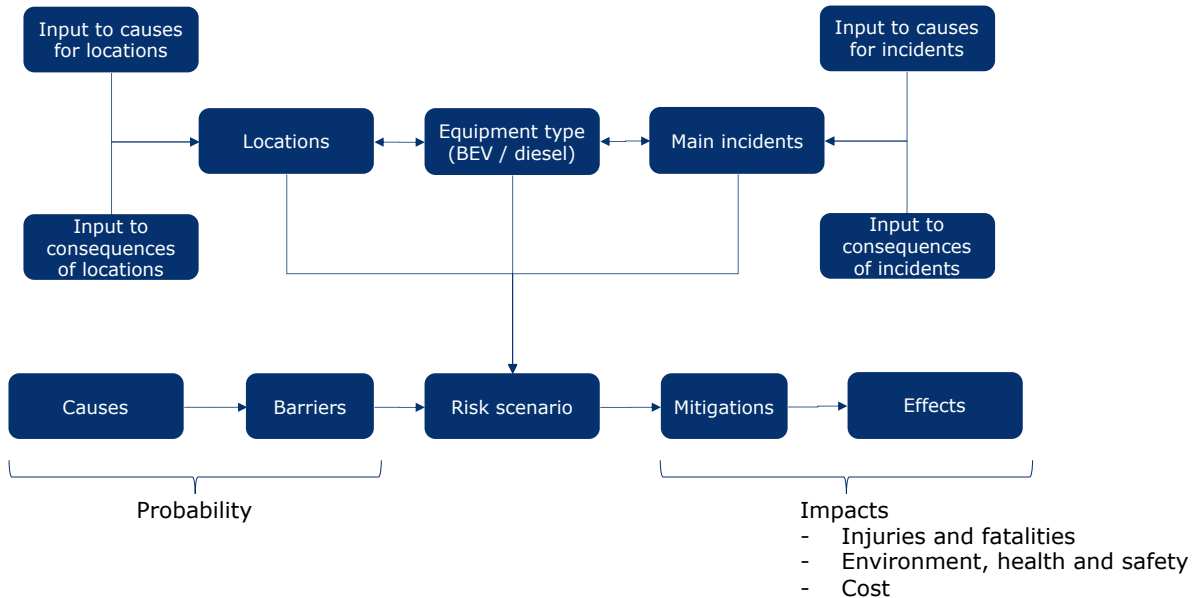 Input to causes
for locations
Input to causes
for incidents
Locations
Equipment type
(BEV / diesel)
Main incidents
Input to
consequences
of locations
Input to
consequences
of incidents
Causes
Barriers
Risk scenario
Mitigations
Effects
Probability
Impacts
- Injuries and fatalities
- Environment, health and safety
- Cost